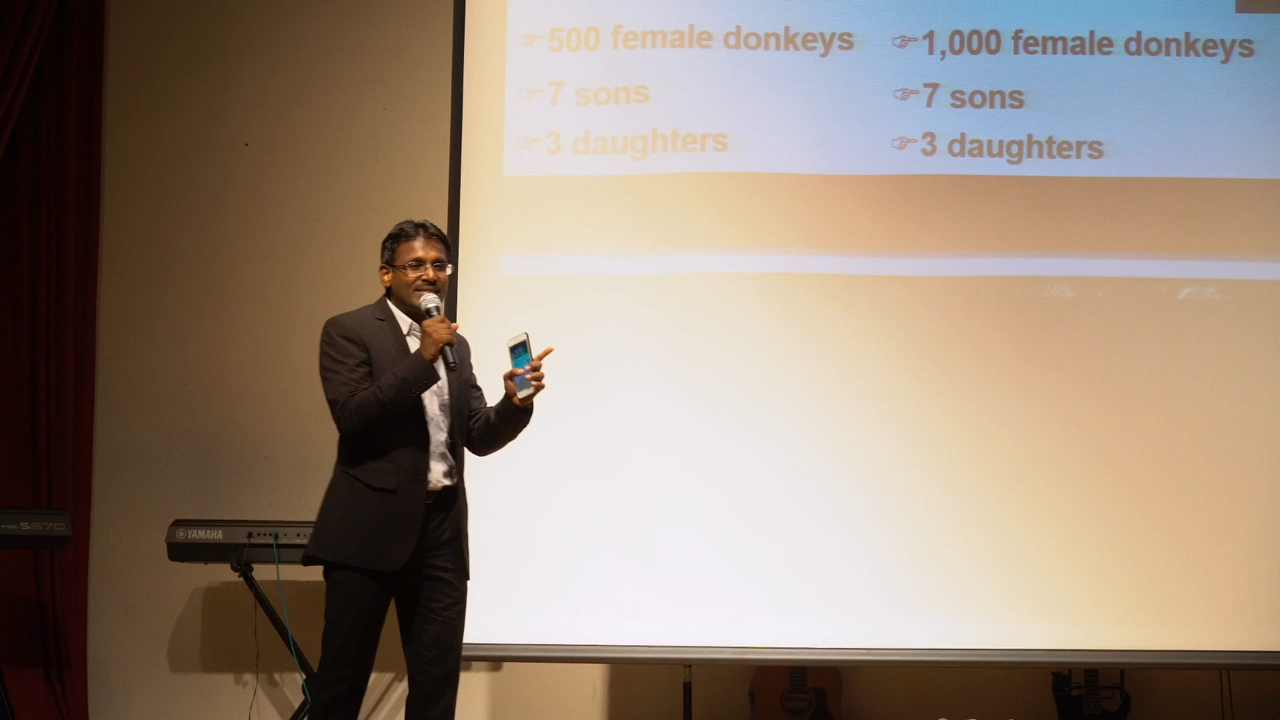 500 female donkeys
7 sons
3 daughters
1,000 female donkeys
7 sons
3 daughters
YAMAHA